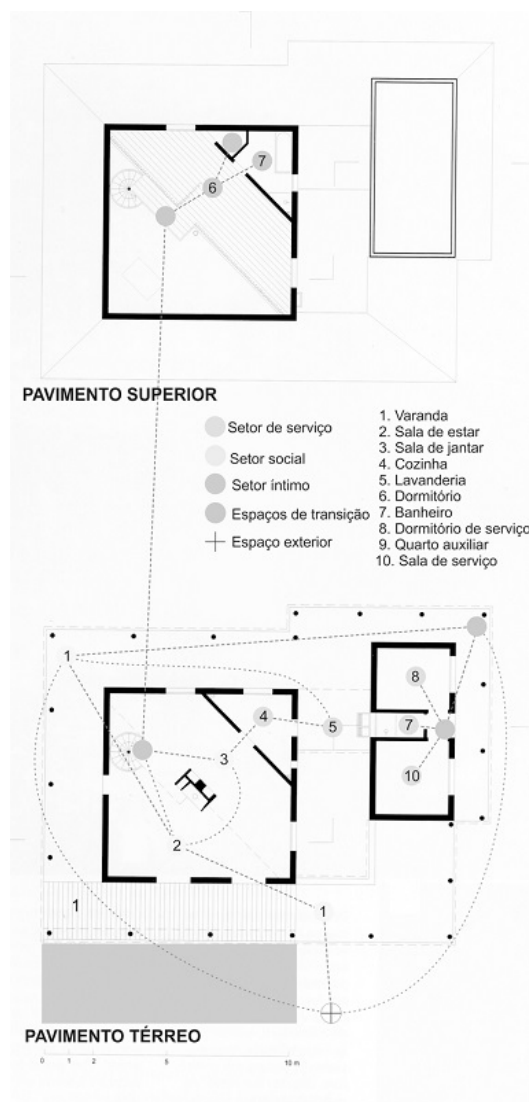 7
6
PAVIMENTO SUPERIOR
Setor de serviço
Setor social
Setor íntimo
Espaços de transição
Espaço exterior
1. Varanda
2. Sala de estar
3. Sala de jantar
4. Cozinha
5. Lavanderia
6. Dormitório
7. Banheiro
8. Dormitório de serviço
9. Quarto auxiliar
10. Sala de serviço
1
8
4
5
7
3
10
2
1
1
PAVIMENTO TÉRREO
0 1 2 5 10 m